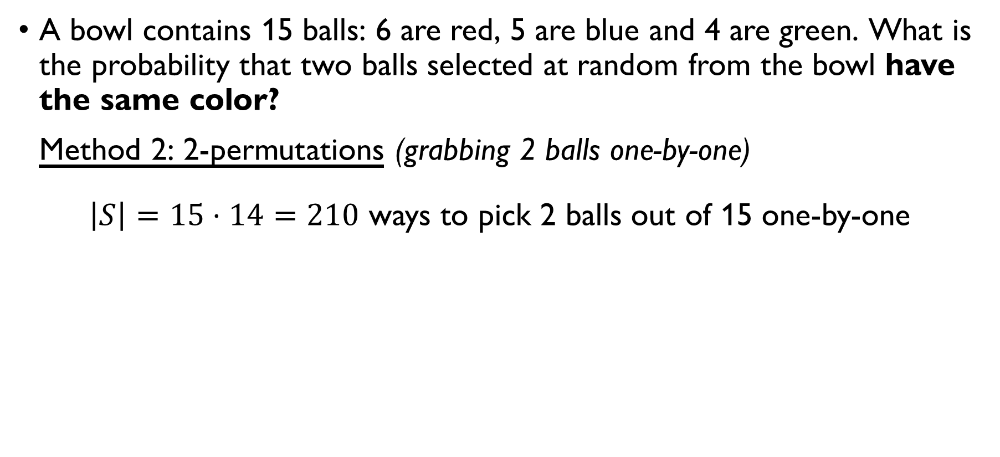 • A bowl contains 15 balls: 6 are red, 5 are blue and 4 are green. What is
the probability that two balls selected at random from the bowl have
the same color?
Method 2: 2-permutations (grabbing 2 balls one-by-one)
|S| = 15 · 14 = 210 ways to pick 2 balls out of 15 one-by-one